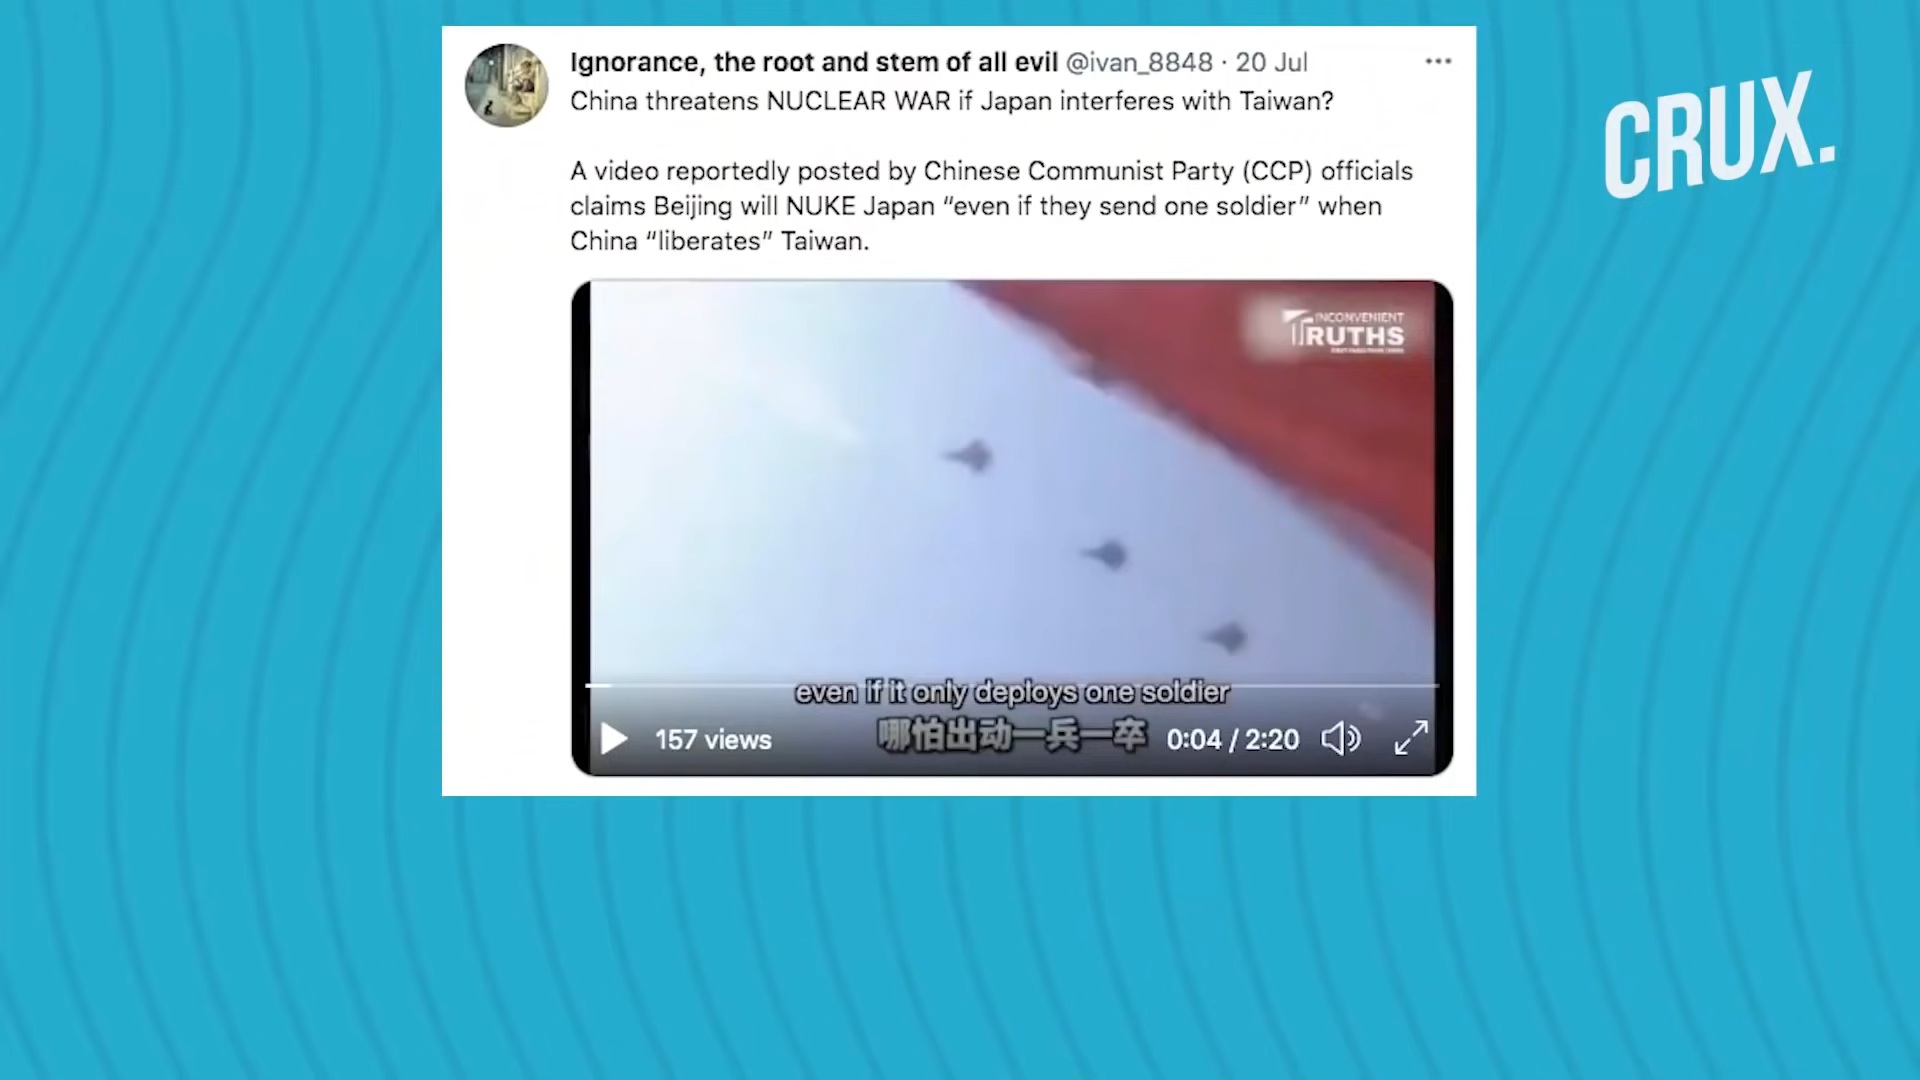 Ignorance, the root and stem of all evil @ivan_8848 · 20 Jul ...
China threatens NUCLEAR WAR if Japan interferes with Taiwan?
A video reportedly posted by Chinese Communist Party (CCP) officials
claims Beijing will NUKE Japan “even if they send one soldier” when
China “liberates” Taiwan.
CRUX.
INCONVENIENT
TRUTHS
even if it only deploys one soldier
哪怕出动一兵一卒
157 views
0:04 / 2:20